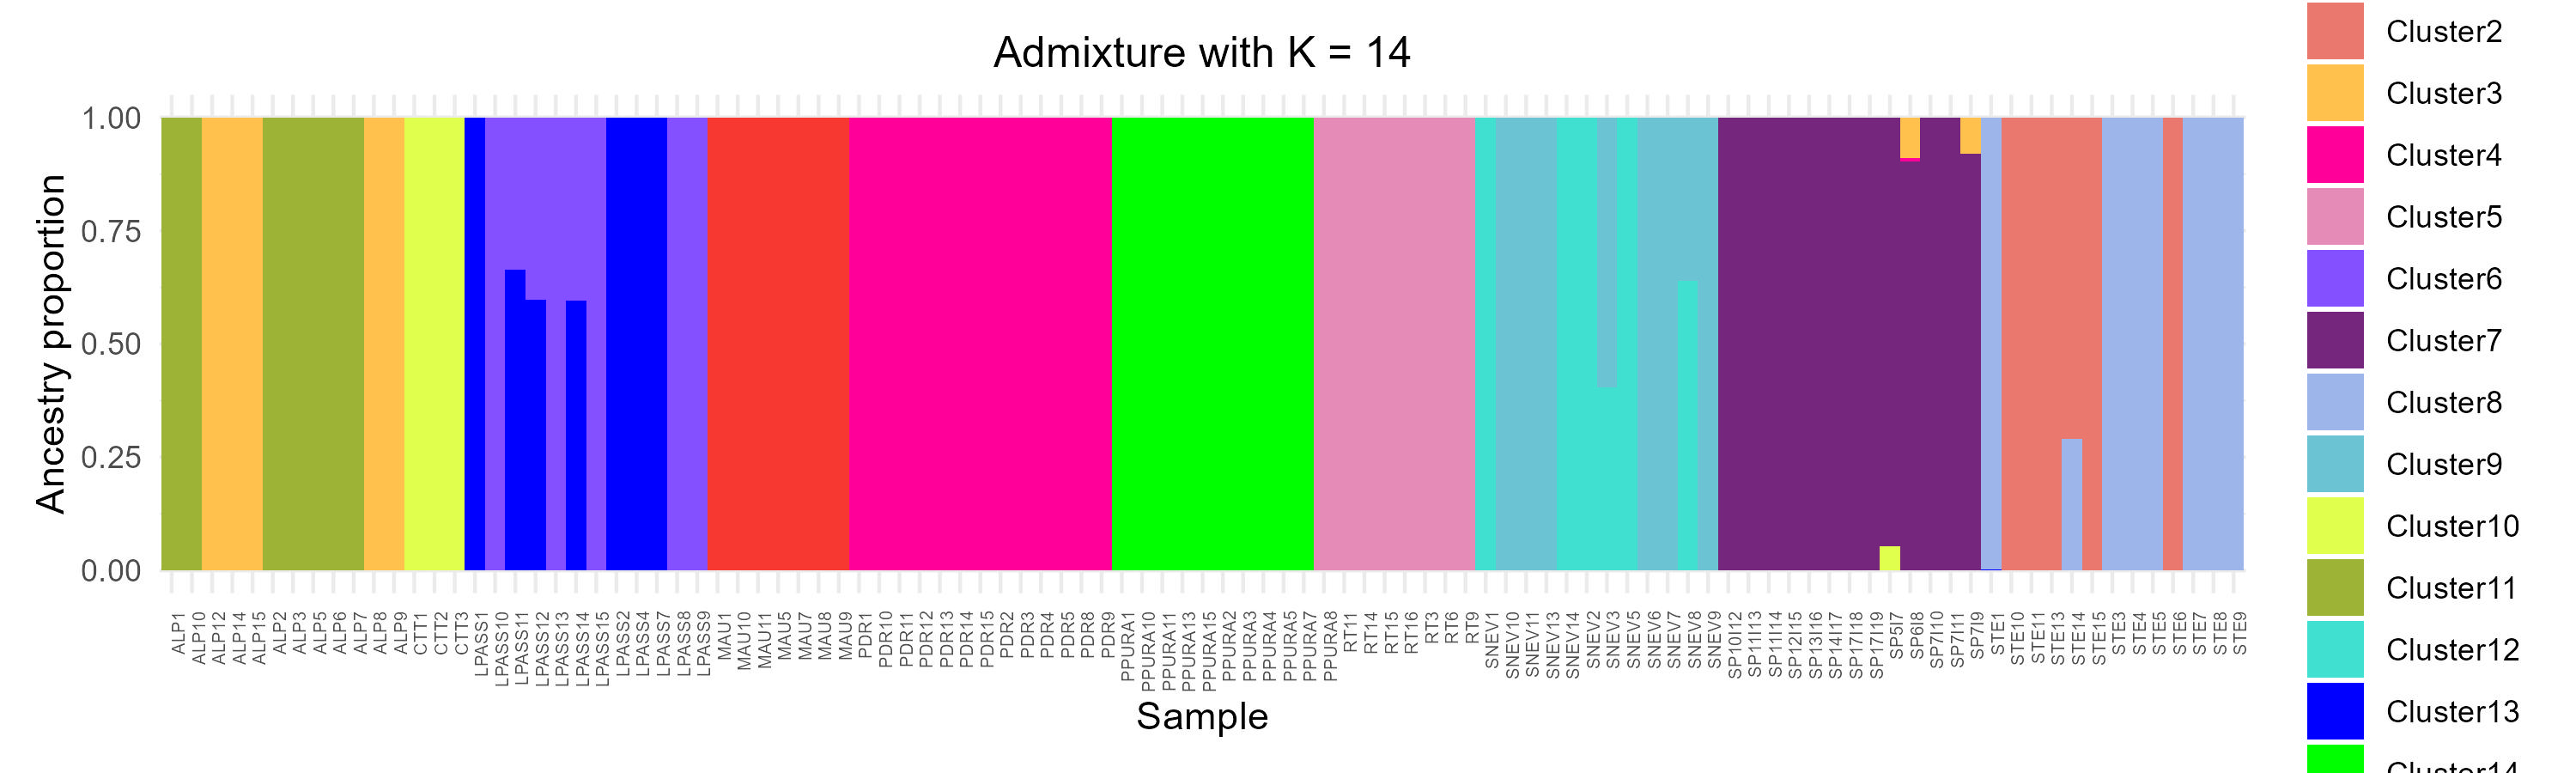 Admixture with K = 14
Ancestry proportion
1.00
0.75
0.50
0.25
0.00
ALP1
ALP10
ALP12
ALP14
ALP15
ALP2
ALP3
ALP5
ALP6
ALP7
ALP8
ALP9
CTT1
CTT2
CTT3
LPASS1
LPASS10
LPASS11
LPASS12
LPASS13
LPASS14
LPASS15
LPASS2
LPASS4
LPASS7
LPASS8
LPASS9
MAU1
MAU10
MAU11
MAU5
MAU7
MAU8
MAU9
PDR1
PDR10
PDR11
PDR12
PDR13
PDR14
PDR15
PDR2
PDR3
PDR4
PDR5
PDR8
PDR9
PPURA1
PPURA10
PPURA11
PPURA13
PPURA15
PPURA2
PPURA3
PPURA4
PPURA5
PPURA7
PPURA8
RT11
RT14
RT15
RT16
RT3
RT6
RT9
SNEV1
SNEV10
SNEV11
SNEV13
SNEV14
SNEV2
SNEV3
SNEV5
SNEV6
SNEV7
SNEV8
SNEV9
SP10I12
SP11I13
SP11I14
SP12I15
SP13I16
SP14I17
SP17I18
SP17I19
SP5I7
SP6I8
SP7I10
SP7I11
SP7I9
STE1
STE10
STE11
STE13
STE14
STE15
STE3
STE4
STE5
STE6
STE7
STE8
STE9
Sample
Cluster2
Cluster3
Cluster4
Cluster5
Cluster6
Cluster7
Cluster8
Cluster9
Cluster10
Cluster11
Cluster12
Cluster13
Cluster14